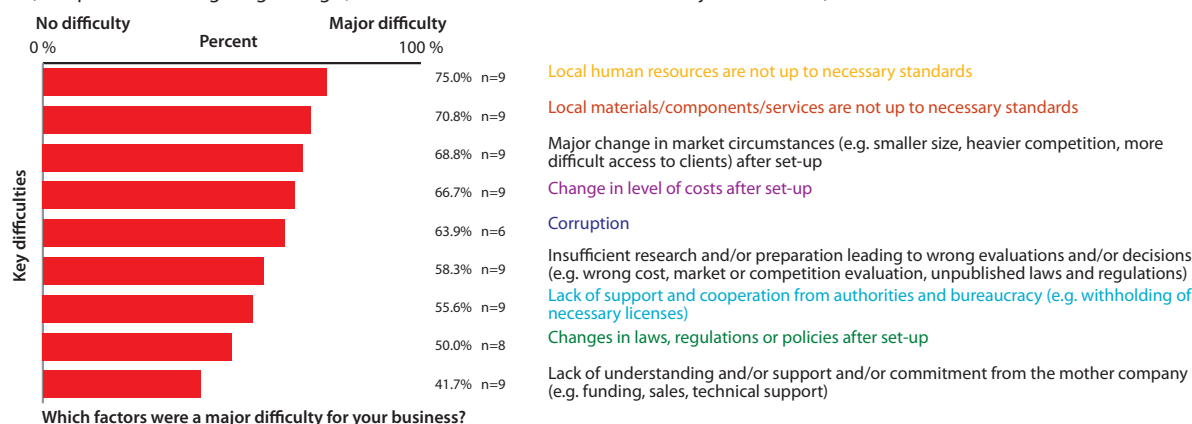 No difficulty Major difficulty
0 % Percent 100 %
Key difficulties
75.0% n=9 Local human resources are not up to necessary standards
70.8% n=9 Local materials/components/services are not up to necessary standards
68.8% n=9 Major change in market circumstances (e.g. smaller size, heavier competition, more
difficult access to clients) after set-up
66.7% n=9 Change in level of costs after set-up
63.9% n=6 Corruption
58.3% n=9 Insufficient research and/or preparation leading to wrong evaluations and/or decisions
(e.g. wrong cost, market or competition evaluation, unpublished laws and regulations)
55.6% n=9 Lack of support and cooperation from authorities and bureaucracy (e.g. withholding of
necessary licenses)
50.0% n=8 Changes in laws, regulations or policies after set-up
41.7% n=9 Lack of understanding and/or support and/or commitment from the mother company
(e.g. funding, sales, technical support)
Which factors were a major difficulty for your business?